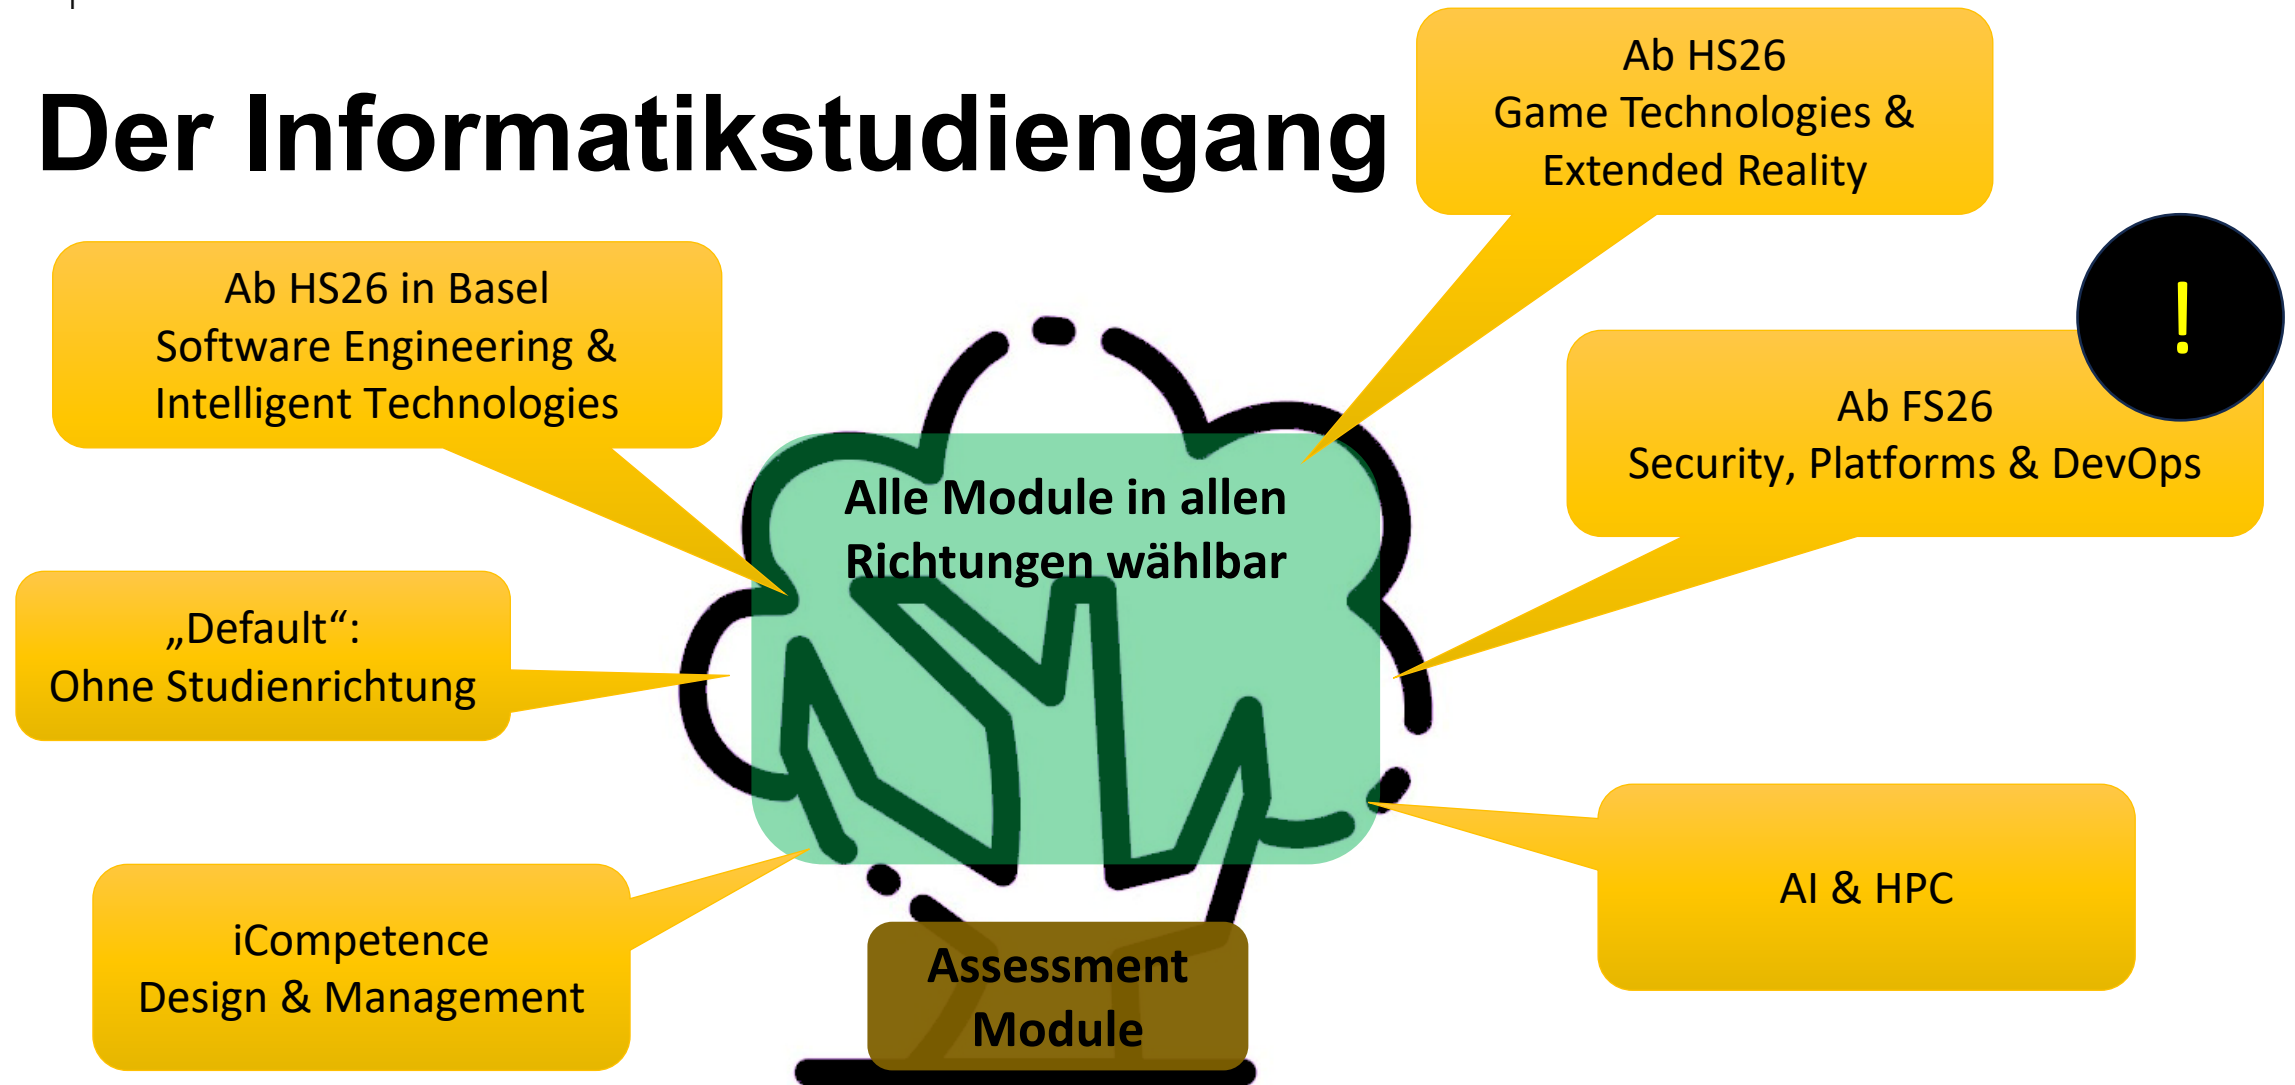 Der Informatikstudiengang
Ab HS26
Game Technologies &
Extended Reality
Ab HS26 in Basel
Software Engineering &
Intelligent Technologies
!
Ab FS26
Security, Platforms & DevOps
Alle Module in allen
Richtungen wählbar
„Default“:
Ohne Studienrichtung
AI & HPC
iCompetence
Design & Management
Assessment
Module